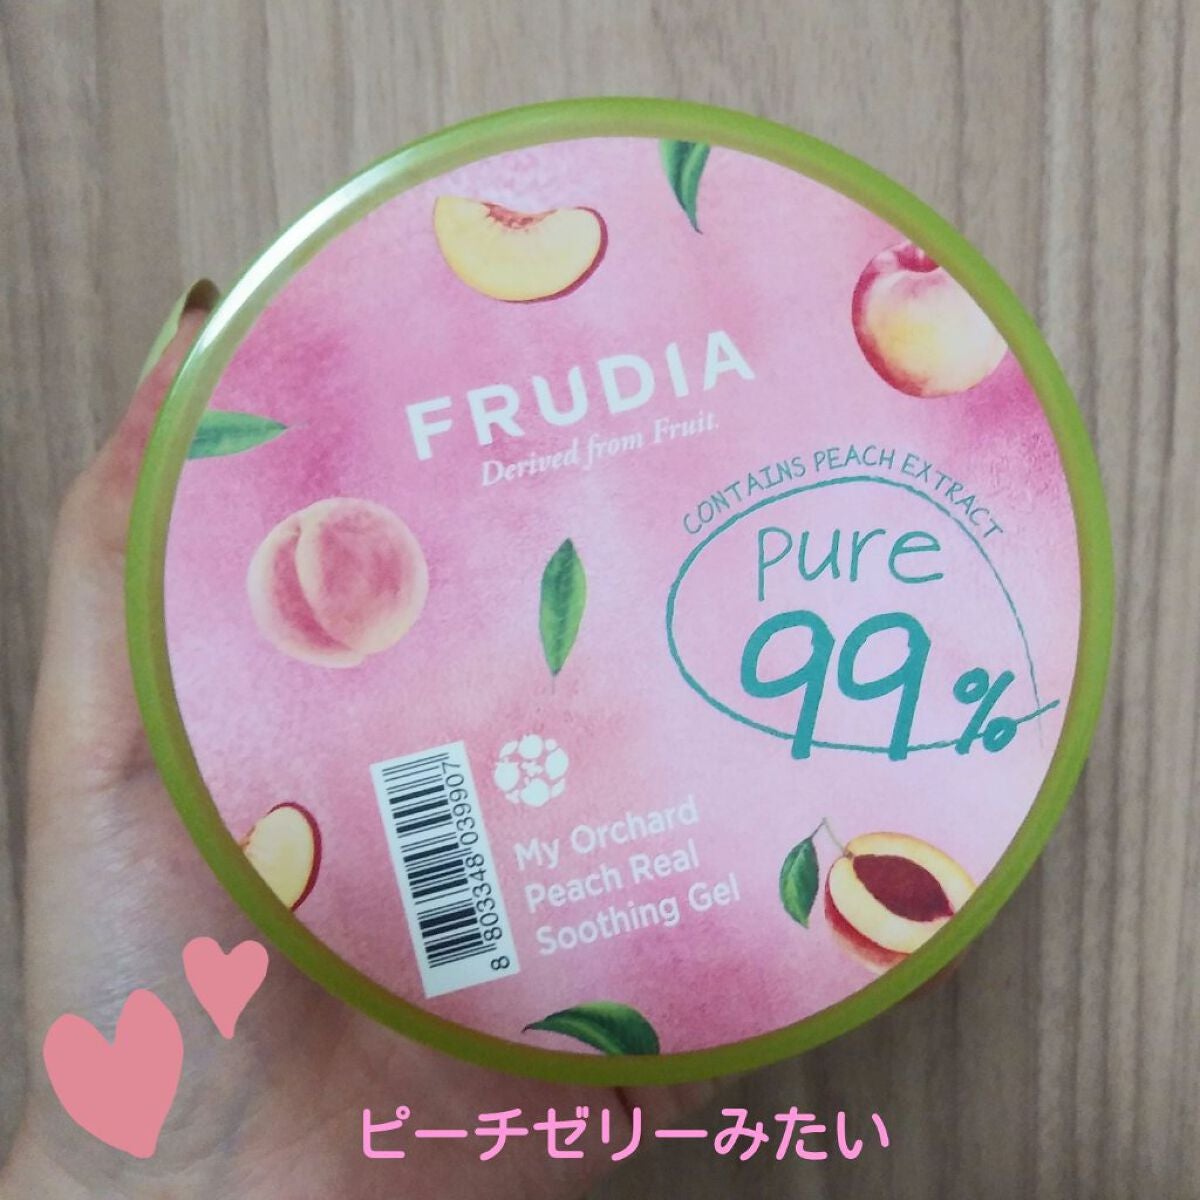 FRUDIA
Derived from Fruit.
CONTAINS PEACH EXTRACT
pure
99%
8 803348 039907
My Orchard
Peach Real
Soothing Gel
ピーチゼリーみたい